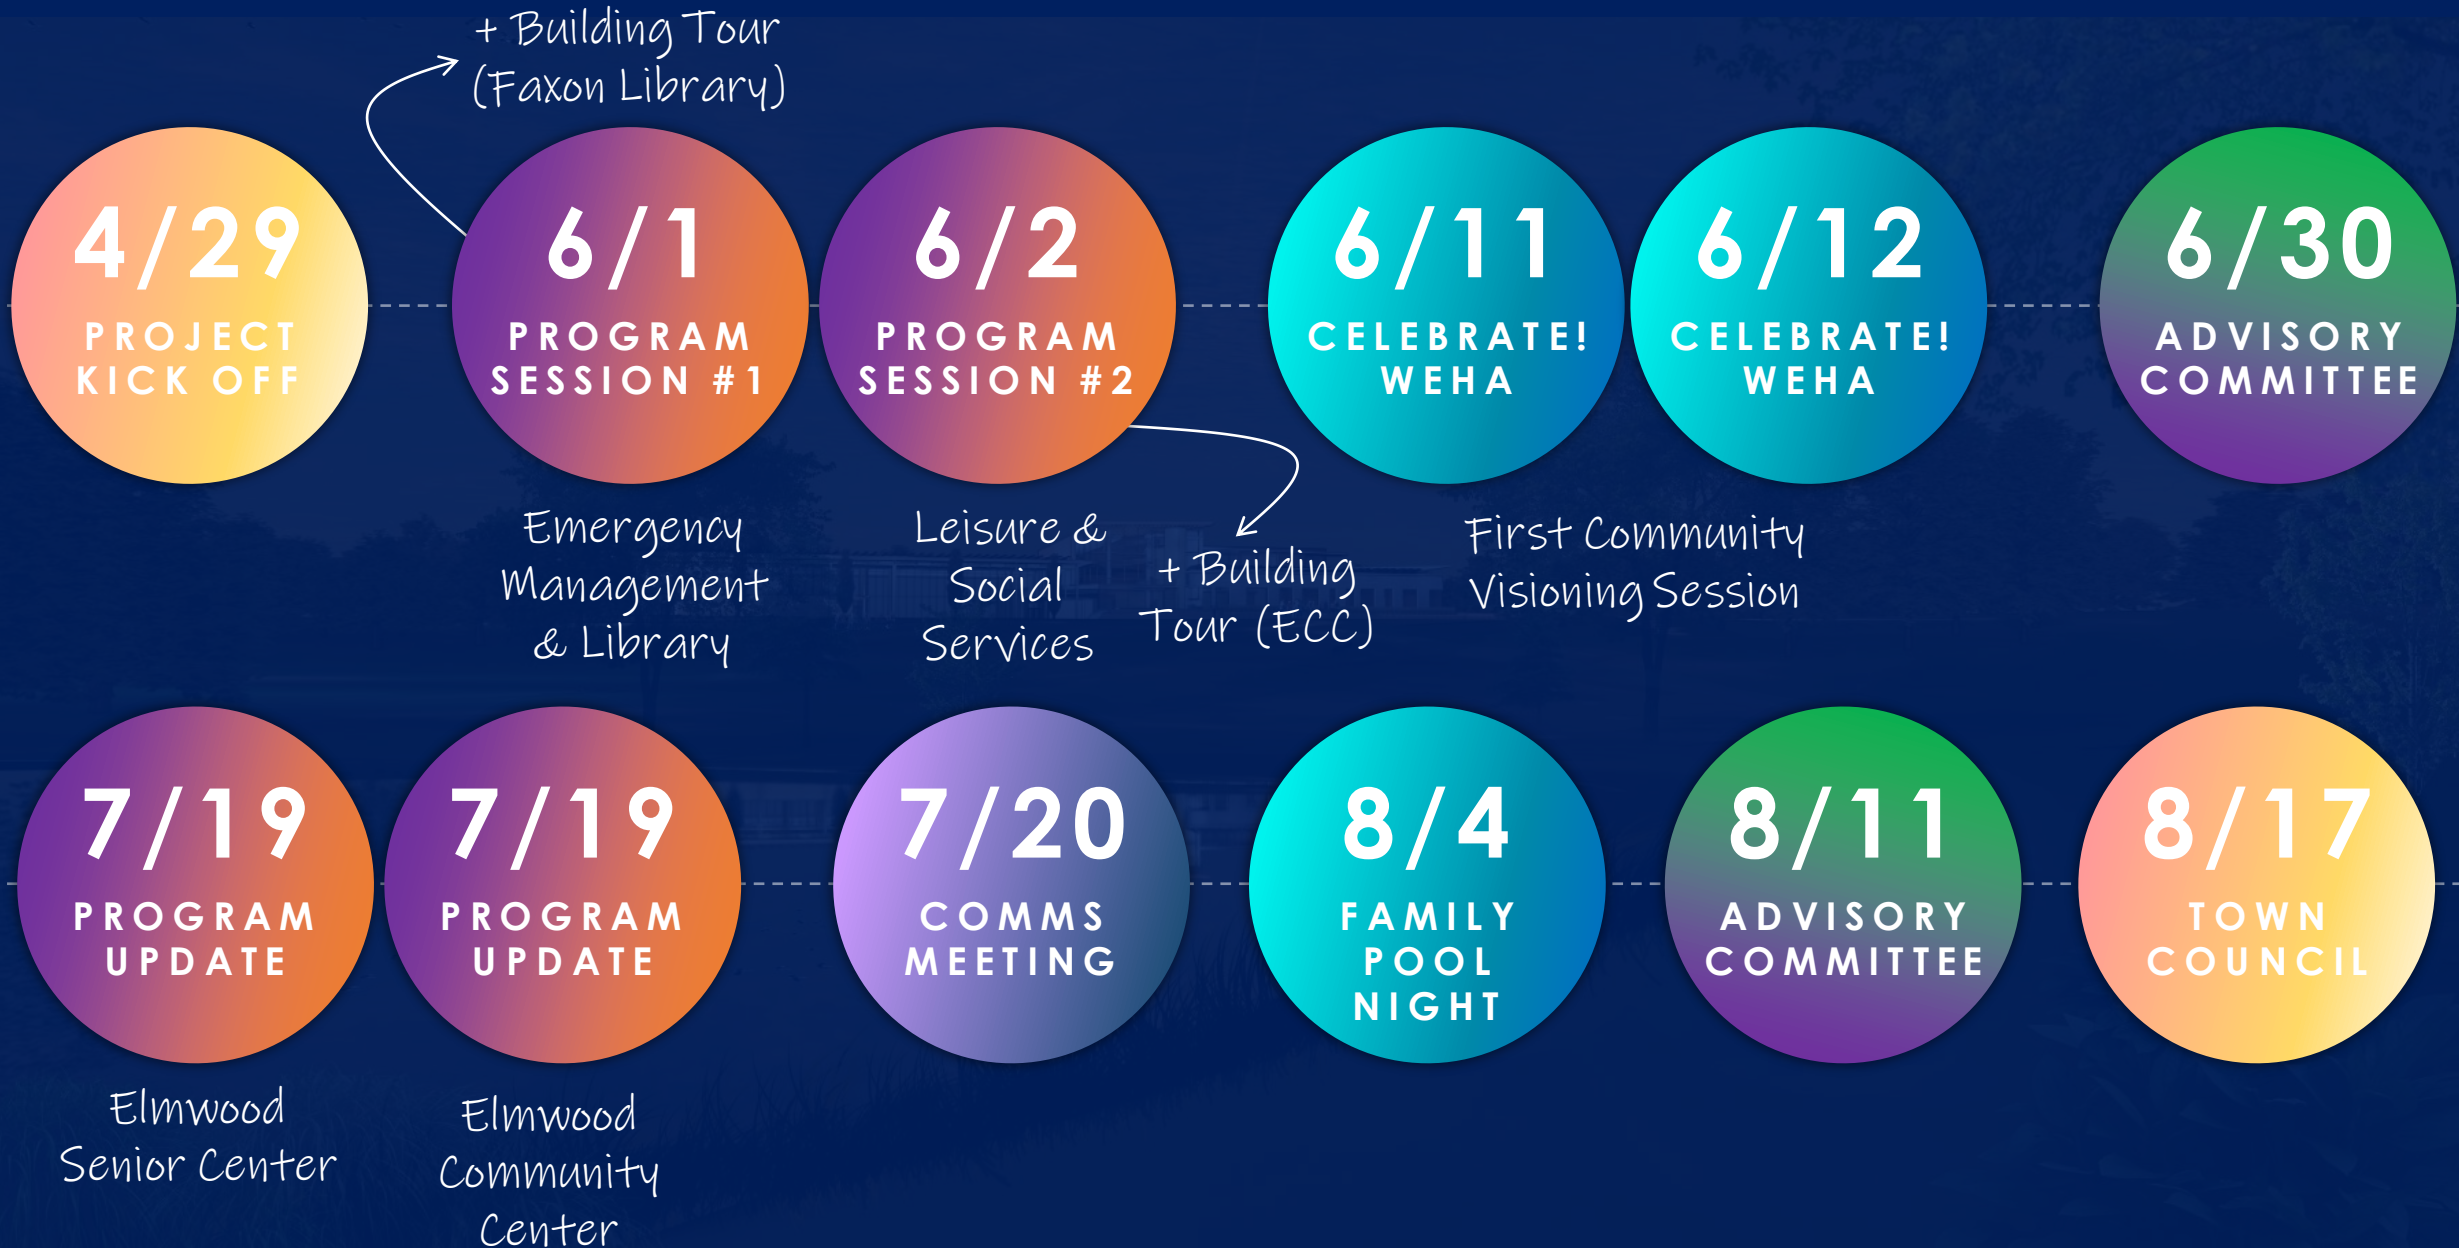 + Building Tour
(Faxon Library)
4/29
PROJECT
KICK OFF
6/1
PROGRAM
SESSION #1
Emergency
Management
& Library
6/2
PROGRAM
SESSION #2
Leisure &
Social
Services
+ Building
Tour (ECC)
6/11
CELEBRATE!
WEHA
6/12
CELEBRATE!
WEHA
First Community
Visioning Session
6/30
ADVISORY
COMMITTEE
7/19
PROGRAM
UPDATE
Elmwood
Senior Center
7/19
PROGRAM
UPDATE
Elmwood
Community
Center
7/20
COMMS
MEETING
8/4
FAMILY
POOL
NIGHT
8/11
ADVISORY
COMMITTEE
8/17
TOWN
COUNCIL